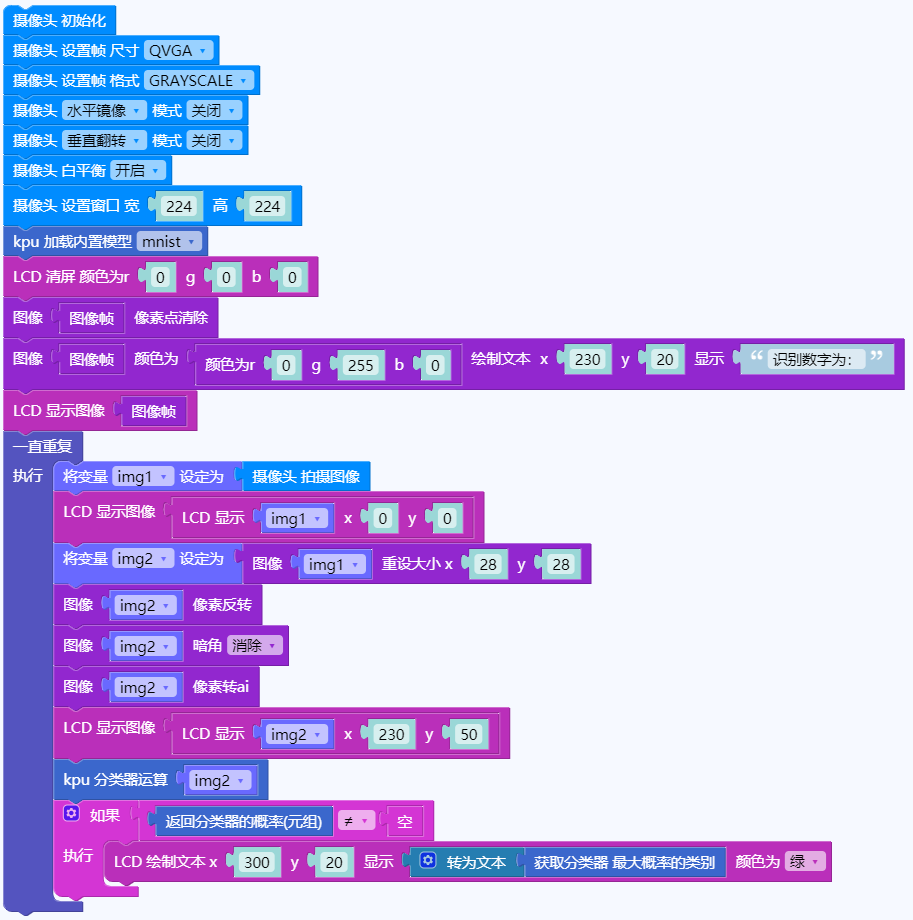 摄像头 初始化
摄像头 设置帧 尺寸 QVGA
摄像头 设置帧 格式 GRAYSCALE
摄像头 水平镜像 模式 关闭
摄像头 垂直翻转 模式 关闭
摄像头 白平衡 开启
摄像头 设置窗口 宽 224 高 224
kpu 加载内置模型 mnist
LCD 清屏 颜色为r 0 g 0 b 0
图像 图像帧 像素点清除
图像 图像帧 颜色为 颜色为r 0 g 255 b 0 绘制文本 x 230 y 20 显示 “ 识别数字为： ”
LCD 显示图像 图像帧
一直重复
执行 将变量 img1 设定为 摄像头 拍摄图像
LCD 显示图像 LCD 显示 img1 x 0 y 0
将变量 img2 设定为 图像 img1 重设大小 x 28 y 28
图像 img2 像素反转
图像 img2 暗角 消除
图像 img2 像素转ai
LCD 显示图像 LCD 显示 img2 x 230 y 50
kpu 分类器运算 img2
如果 返回分类器的概率(元组) ≠ 空
执行 LCD 绘制文本 x 300 y 20 显示 转为文本 获取分类器 最大概率的类别 颜色为 绿